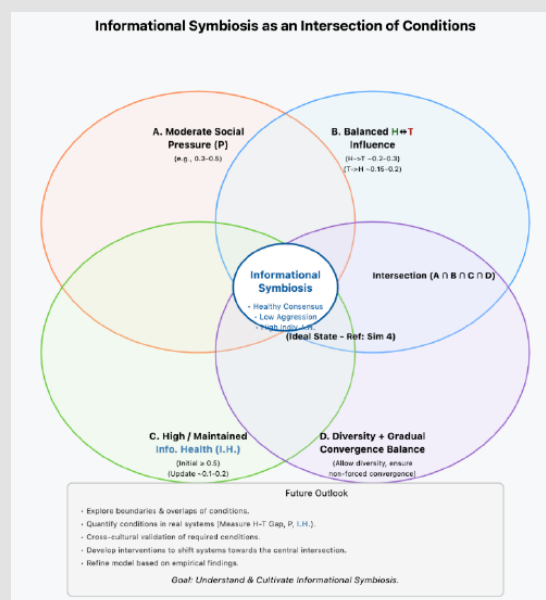 Informational Symbiosis as an Intersection of Conditions
A. Moderate Social
Pressure (P)
(e.g., 0.3–0.5)
B. Balanced H↔T
Influence
(H->T ~0.2–0.3)
(T->H ~0.15–0.2)
Informational
Symbiosis
- Healthy Consensus
- Low Aggression
- High Indiv. I.H.
Intersection (A ∩ B ∩ C ∩ D)
(Ideal State - Ref: Sim 4)
C. High / Maintained
Info. Health (I.H.)
(Initial ≥ 0.5)
(Update ~0.1-0.2)
D. Diversity + Gradual
Convergence Balance
(Allow diversity, ensure
non-forced convergence)
Future Outlook
- Explore boundaries & overlaps of conditions.
- Quantify conditions in real systems (Measure H-T Gap, P, I.H.).
- Cross-cultural validation of required conditions.
- Develop interventions to shift systems towards the central intersection.
- Refine model based on empirical findings.
Goal: Understand & Cultivate Informational Symbiosis.